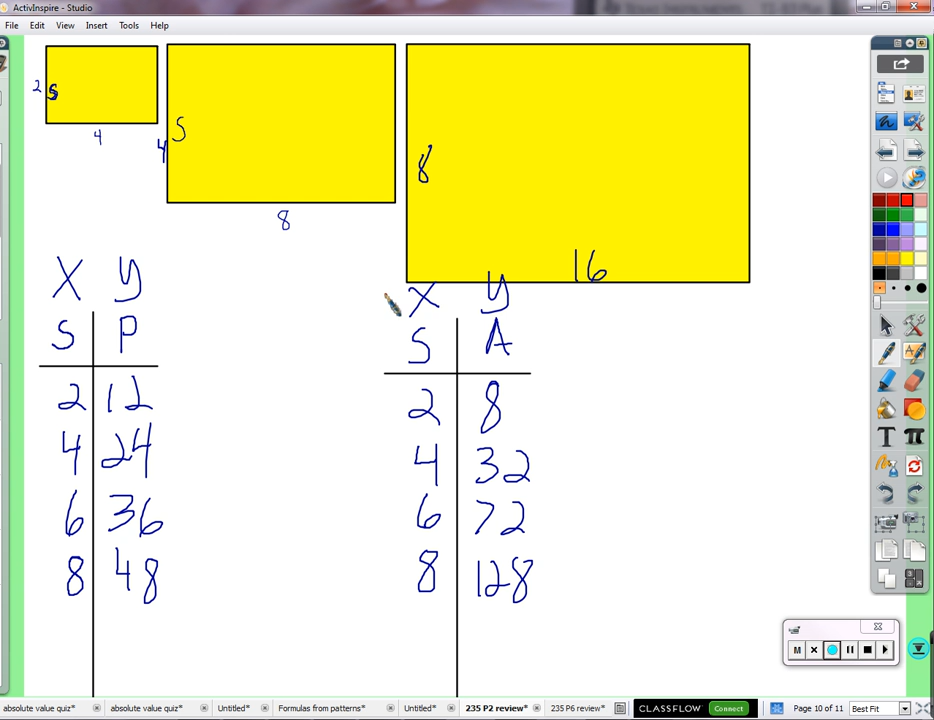 ActivInspire - Studio
File Edit View Insert Tools Help
2 S
4
S
4
8
8
16
X Y
S P
2 12
4 24
6 36
8 48
X Y
S A
2 8
4 32
6 72
8 128
M X
absolute value quiz* absolute value quiz* Untitled* Formulas from patterns* Untitled* 235 P2 review* 235 P6 review* CLASSFLOW Connect Page 10 of 11 Best Fit